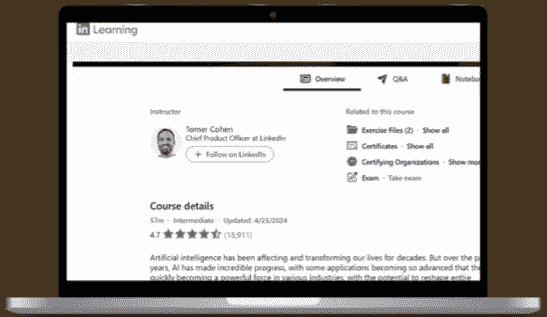 in Learning
Overview
Q&A
Notebo
Instructor
Tomer Cohen
Chief Product Officer at LinkedIn
+ Follow on LinkedIn
Related to this course
Exercise Files (2) · Show all
Certificates · Show all
Certifying Organizations · Show mor
Exam · Take exam
Course details
57m · Intermediate · Updated: 4/23/2024
4.7 (15,911)
Artificial intelligence has been affecting and transforming our lives for decades. But over the pa
years, AI has made incredible progress, with some applications becoming so advanced that the
quickly becoming a powerful force in various industries, with the potential to reshape entire